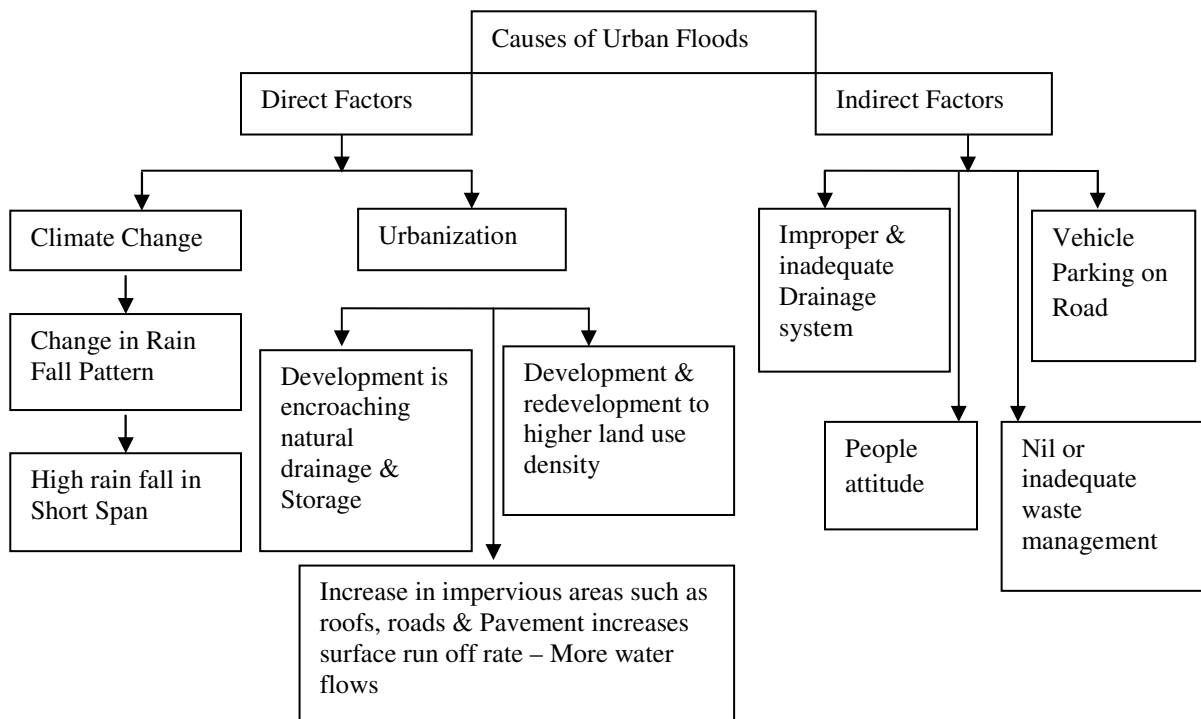 Causes of Urban Floods
Direct Factors
Indirect Factors
Climate Change
Urbanization
Improper &
inadequate
Drainage
system
Vehicle
Parking on
Road
Change in Rain
Fall Pattern
Development is
encroaching
natural
drainage &
Storage
Development &
redevelopment to
higher land use
density
People
attitude
Nil or
inadequate
waste
management
High rain fall in
Short Span
Increase in impervious areas such as
roofs, roads & Pavement increases
surface run off rate – More water
flows